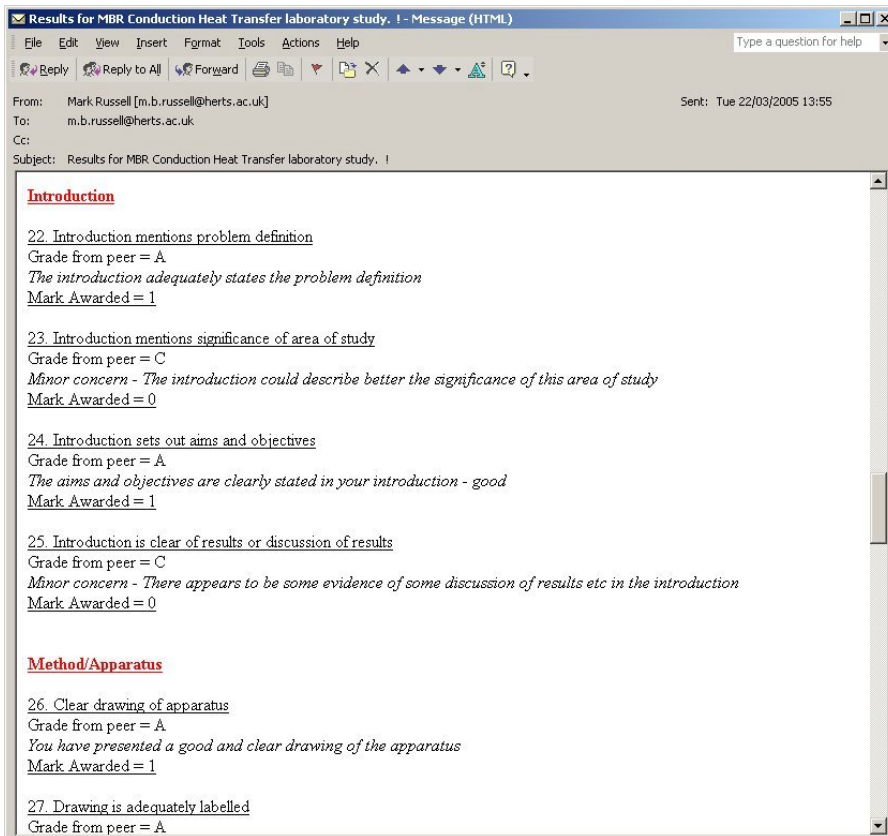 Results for MBR Conduction Heat Transfer laboratory study. ! - Message (HTML)
File Edit View Insert Format Tools Actions Help
Type a question for help
Reply Reply to All Forward
From: Mark Russell [m.b.russell@herts.ac.uk] Sent: Tue 22/03/2005 13:55
To: m.b.russell@herts.ac.uk
Cc:
Subject: Results for MBR Conduction Heat Transfer laboratory study. !
Introduction
22. Introduction mentions problem definition
Grade from peer = A
The introduction adequately states the problem definition
Mark Awarded = 1
23. Introduction mentions significance of area of study
Grade from peer = C
Minor concern - The introduction could describe better the significance of this area of study
Mark Awarded = 0
24. Introduction sets out aims and objectives
Grade from peer = A
The aims and objectives are clearly stated in your introduction - good
Mark Awarded = 1
25. Introduction is clear of results or discussion of results
Grade from peer = C
Minor concern - There appears to be some evidence of some discussion of results etc in the introduction
Mark Awarded = 0
Method/Apparatus
26. Clear drawing of apparatus
Grade from peer = A
You have presented a good and clear drawing of the apparatus
Mark Awarded = 1
27. Drawing is adequately labelled
Grade from peer = A